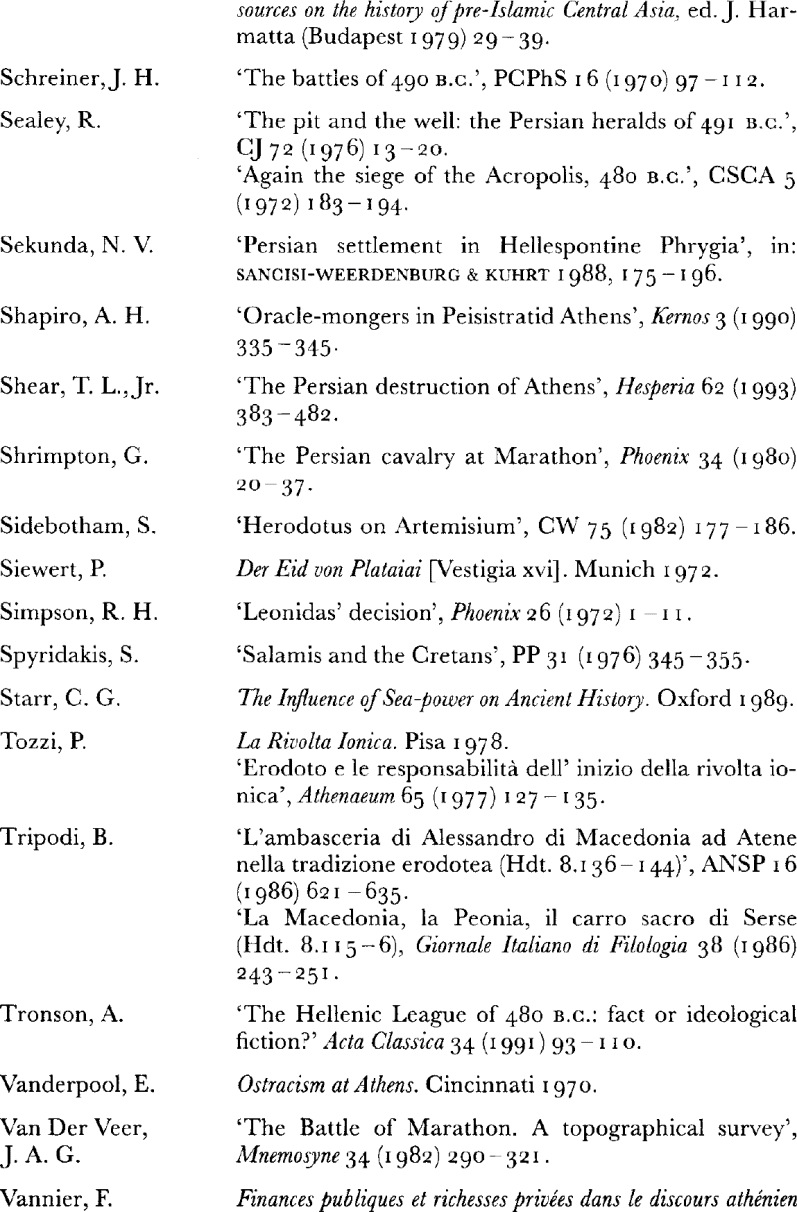 sources on the history of pre-Islamic Central Asia, ed. J. Har-
matta (Budapest 1979) 29–39.
Schreiner, J. H. ‘The battles of 490 B.C.’, PCPhS 16 (1970) 97–112.
Sealey, R. ‘The pit and the well: the Persian heralds of 491 B.C.’,
CJ 72 (1976) 13–20.
‘Again the siege of the Acropolis, 480 B.C.’, CSCA 5
(1972) 183–194.
Sekunda, N. V. ‘Persian settlement in Hellespontine Phrygia’, in:
SANCISI-WEERDENBURG & KUHRT 1988, 175–196.
Shapiro, A. H. ‘Oracle-mongers in Peisistratid Athens’, Kernos 3 (1990)
335–345.
Shear, T. L., Jr. ‘The Persian destruction of Athens’, Hesperia 62 (1993)
383–482.
Shrimpton, G. ‘The Persian cavalry at Marathon’, Phoenix 34 (1980)
20–37.
Sidebotham, S. ‘Herodotus on Artemisium’, CW 75 (1982) 177–186.
Siewert, P. Der Eid von Plataiai [Vestigia xvi]. Munich 1972.
Simpson, R. H. ‘Leonidas’ decision’, Phoenix 26 (1972) 1–11.
Spyridakis, S. ‘Salamis and the Cretans’, PP 31 (1976) 345–355.
Starr, C. G. The Influence of Sea-power on Ancient History. Oxford 1989.
Tozzi, P. La Rivolta Ionica. Pisa 1978.
‘Erodoto e le responsabilità dell’ inizio della rivolta io-
nica’, Athenaeum 65 (1977) 127–135.
Tripodi, B. ‘L’ambasceria di Alessandro di Macedonia ad Atene
nella tradizione erodotea (Hdt. 8.136–144)’, ANSP 16
(1986) 621–635.
‘La Macedonia, la Peonia, il carro sacro di Serse
(Hdt. 8.115–6), Giornale Italiano di Filologia 38 (1986)
243–251.
Tronson, A. ‘The Hellenic League of 480 B.C.: fact or ideological
fiction?’ Acta Classica 34 (1991) 93–110.
Vanderpool, E. Ostracism at Athens. Cincinnati 1970.
Van Der Veer, ‘The Battle of Marathon. A topographical survey’,
J. A. G. Mnemosyne 34 (1982) 290–321.
Vannier, F. Finances publiques et richesses privées dans le discours athénien